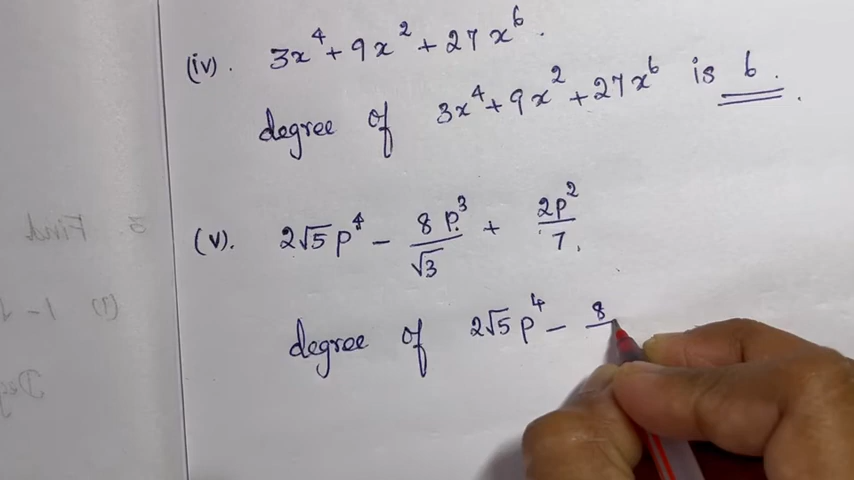 (iv). 3x⁴ + 9x² + 27x⁶.
degree of 3x⁴ + 9x² + 27x⁶ is 6.
(v). 2√5 p⁴ − 8p³/√3 + 2p²/7.
degree of 2√5 p⁴ − 8